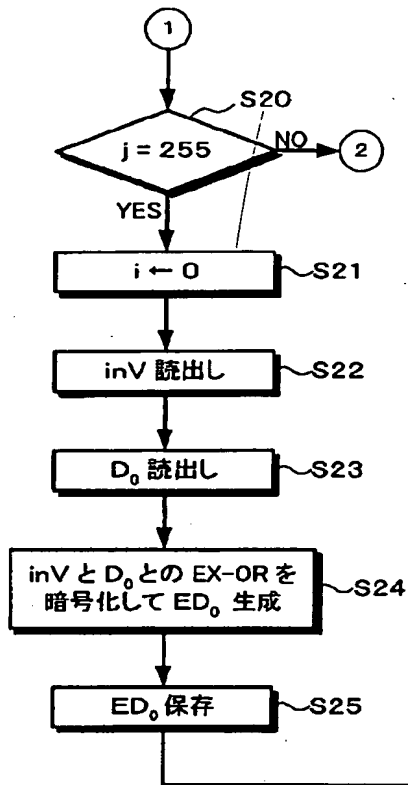 1
S20
j = 255
NO
2
YES
i ← 0
S21
inV 読出し
S22
D₀ 読出し
S23
inV と D₀ との EX-OR を
暗号化して ED₀ 生成
S24
ED₀ 保存
S25